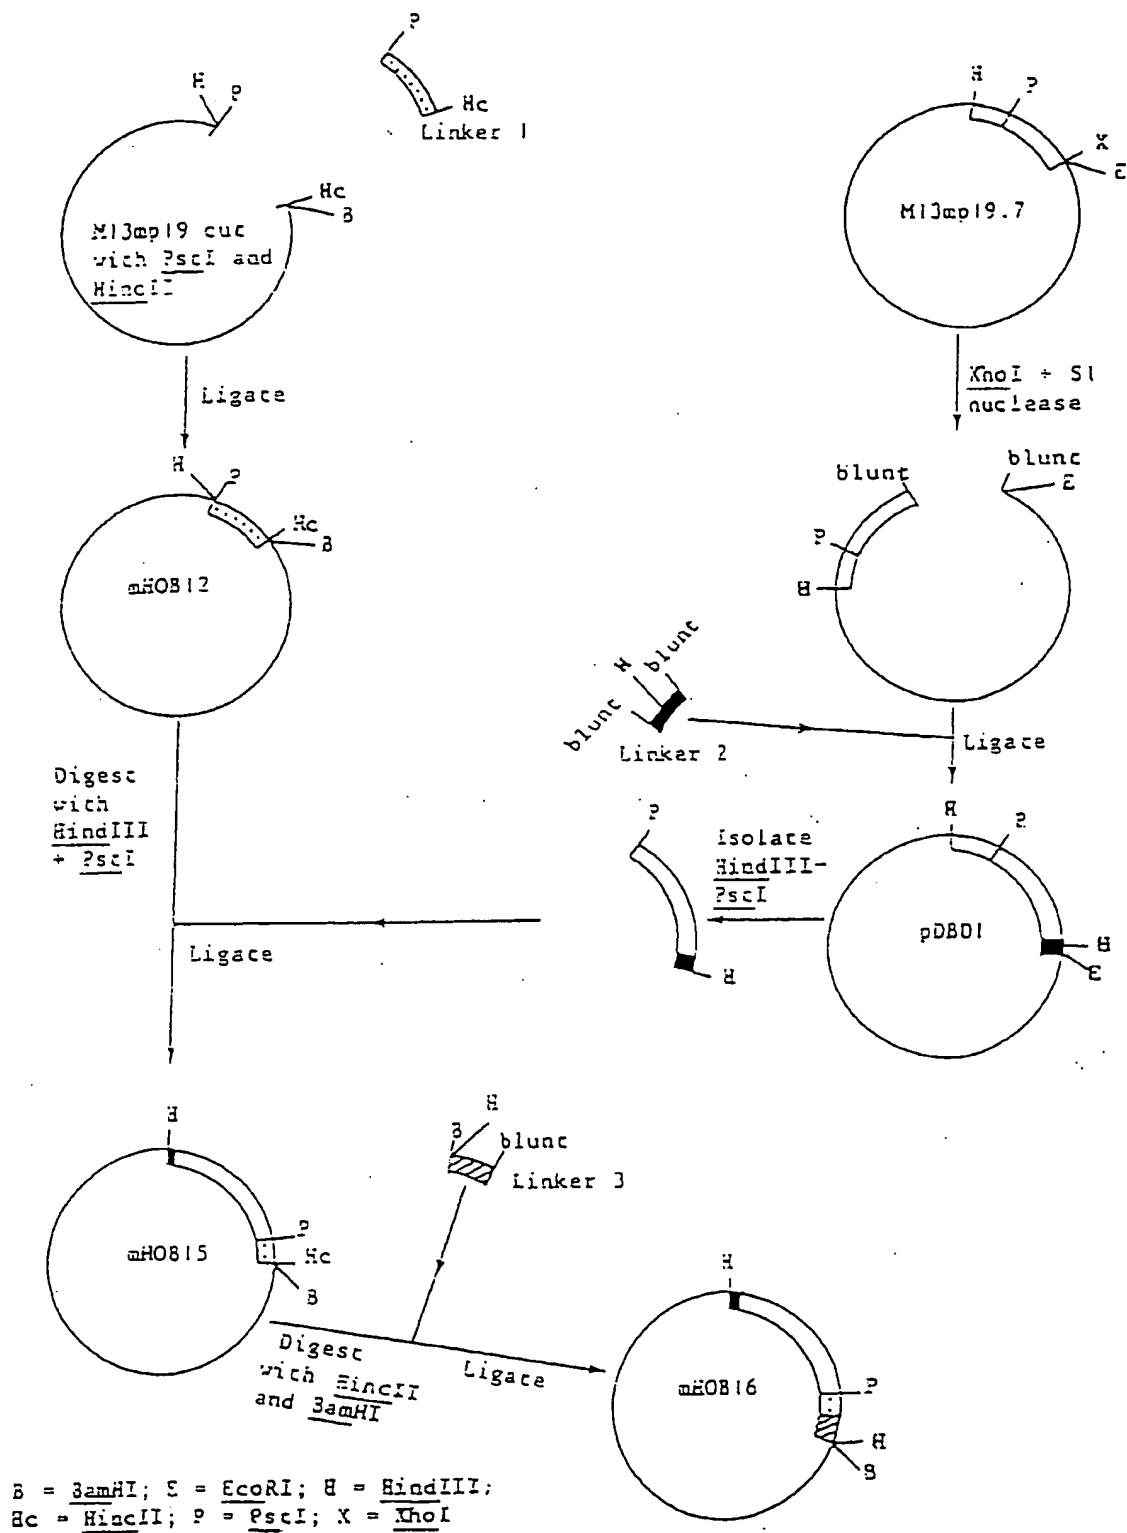 P
H
P
Hc
Linker 1
Hc
B
M13mp19 cut
with PstI and
HincII
H
P
X
E
M13mp19.7
Ligate
XhoI + S1
nuclease
H
P
Hc
B
mHOB12
blunt
blunt
E
P
H
H
blunt
blunt
Linker 2
Ligate
Digest
with
HindIII
+ PstI
P
Isolate
HindIII-
PstI
H
P
pDBD1
H
E
H
Ligate
H
P
Hc
B
mHOB15
B
H
blunt
Linker 3
Digest
with HincII
and BamHI
Ligate
H
P
H
B
mHOB16
B = BamHI; E = EcoRI; H = HindIII;
Hc = HincII; P = PstI; X = XhoI